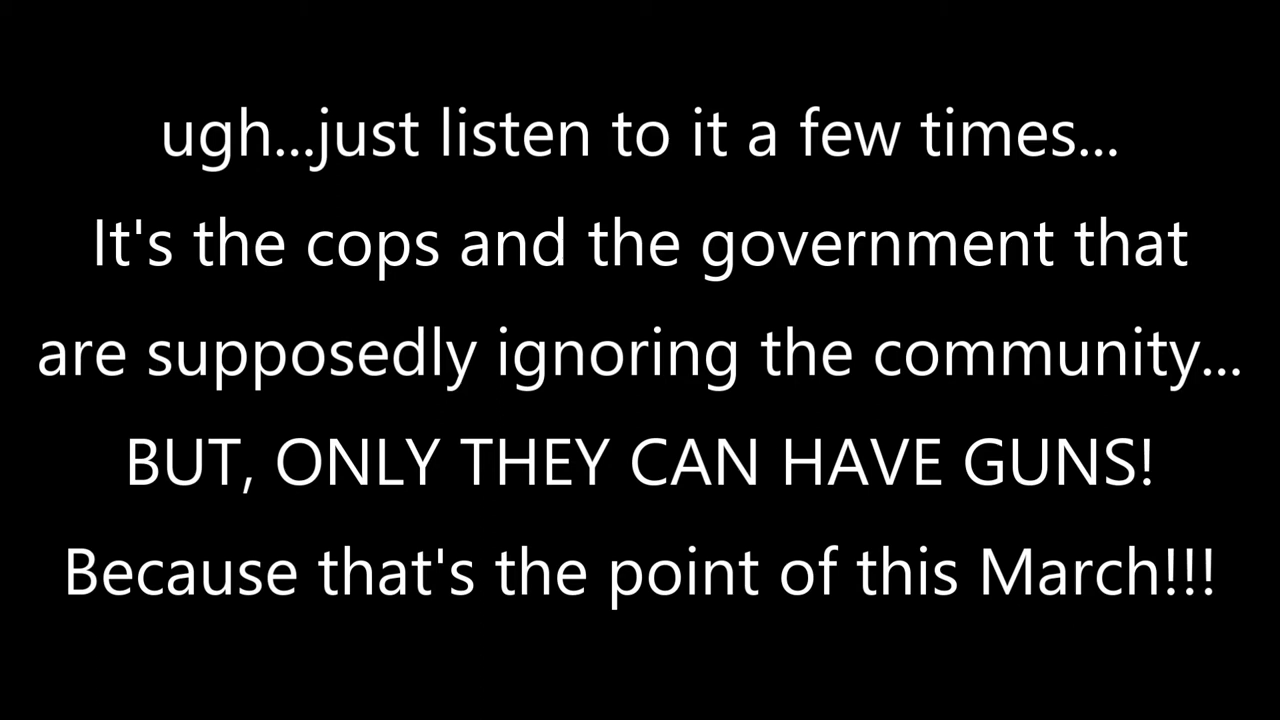 ugh...just listen to it a few times...
It's the cops and the government that
are supposedly ignoring the community...
BUT, ONLY THEY CAN HAVE GUNS!
Because that's the point of this March!!!